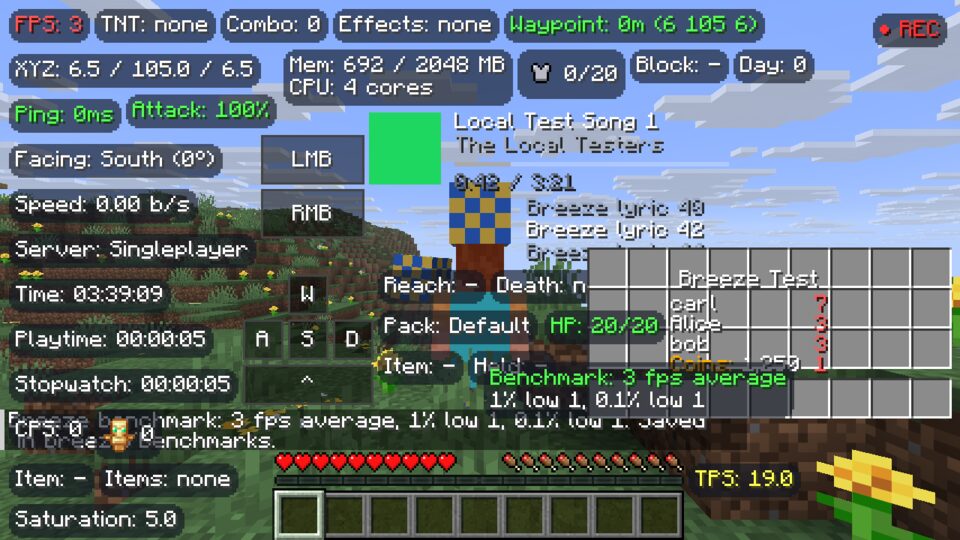 FPS: 3 TNT: none Combo: 0 Effects: none Waypoint: 0m (6 105 6) REC
XYZ: 6.5 / 105.0 / 6.5 Mem: 692 / 2048 MB 0/20 Block: - Day: 0
CPU: 4 cores
Ping: 0ms Attack: 100%
Local Test Song 1
The Local Testers
Facing: South (0°) LMB
0:42 / 3:21
Speed: 0.00 b/s RMB
Breeze lyric 40
Breeze lyric 42
Server: Singleplayer
Breeze
Reach: - Death: n
Breeze Test
Time: 03:39:09 W
carl 7
Pack: Default HP: 20/20 Alice 3
Playtime: 00:00:05 A S D
bob 3
Item: - Hold: -
Coins: 1,250 1
Stopwatch: 00:00:05 ^
Benchmark: 3 fps average
1% low 1, 0.1% low 1
Breeze benchmark: 3 fps average, 1% low 1, 0.1% low 1. Saved
CPS: 0 0
in breeze benchmarks.
Item: - Items: none TPS: 19.0
Saturation: 5.0